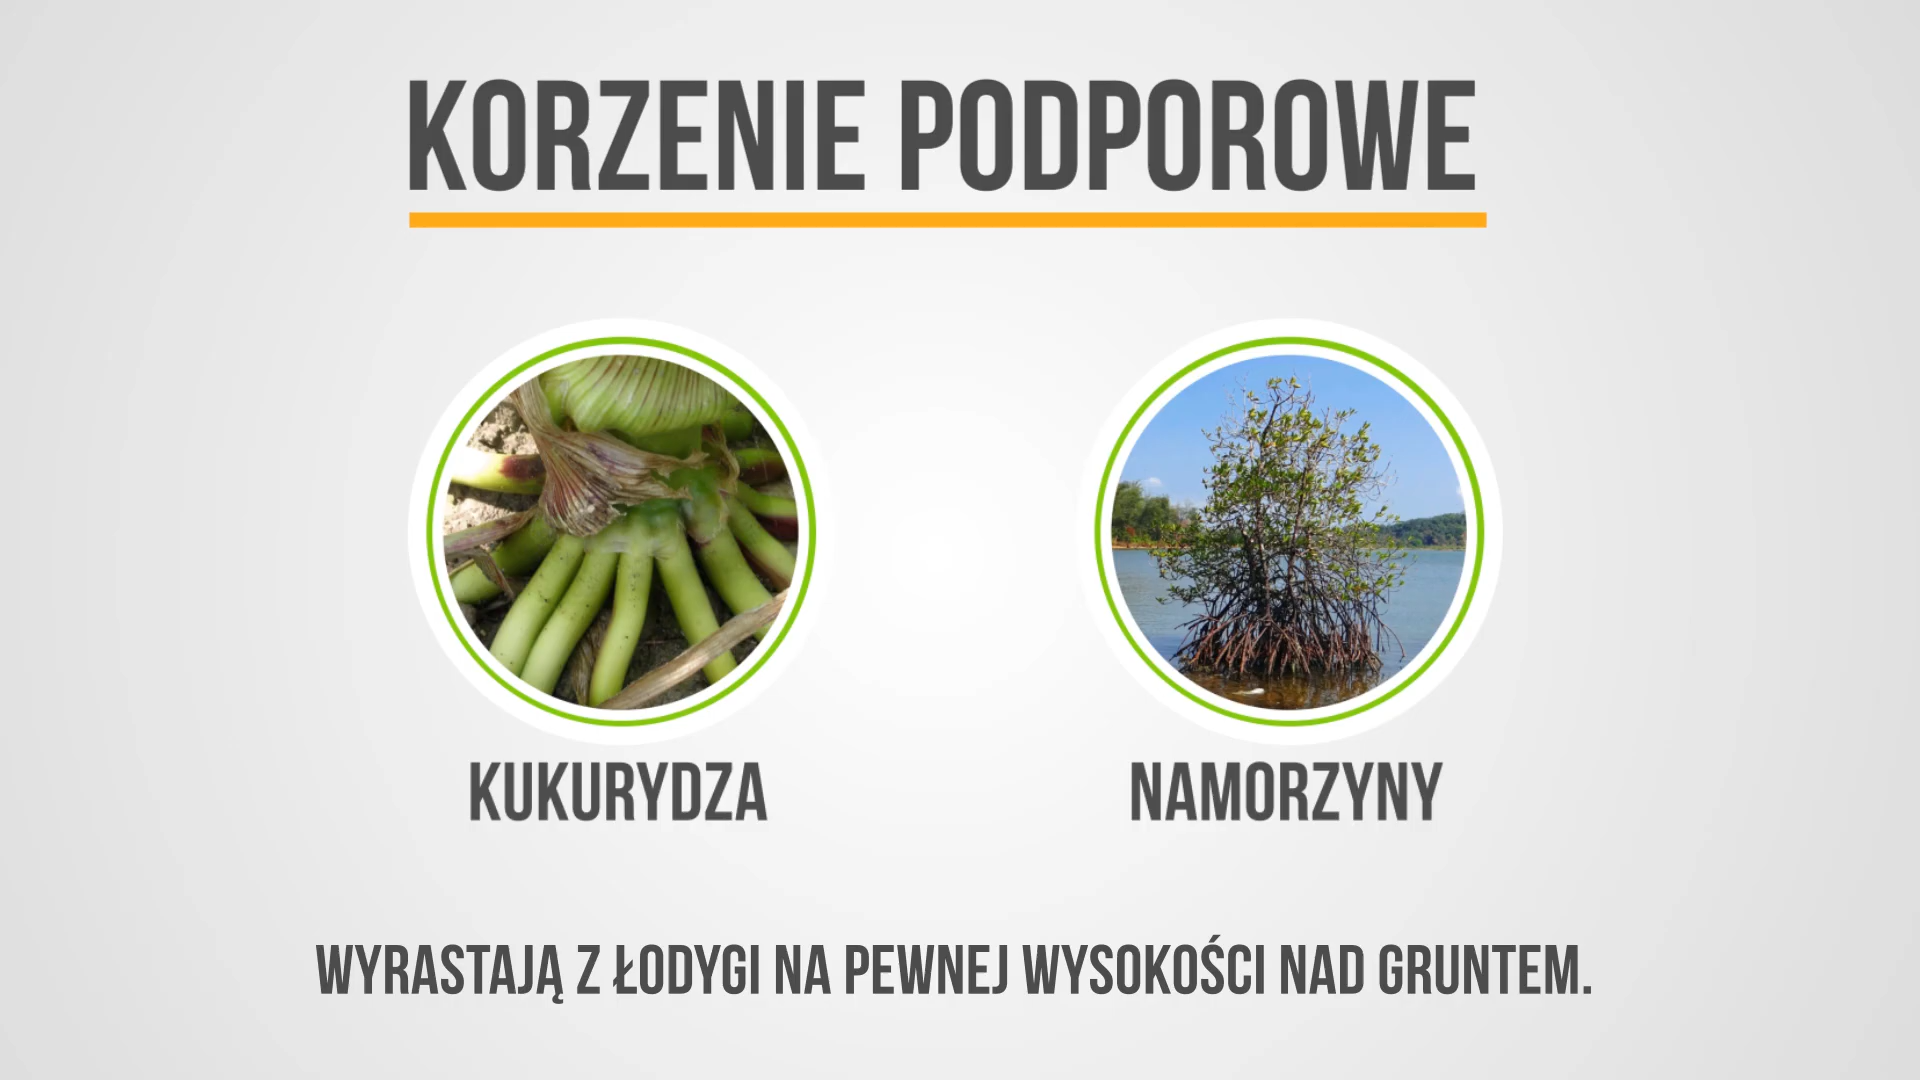 KORZENIE PODPOROWE
KUKURYDZA
NAMORZYNY
WYRASTAJĄ Z ŁODYGI NA PEWNEJ WYSOKOŚCI NAD GRUNTEM.